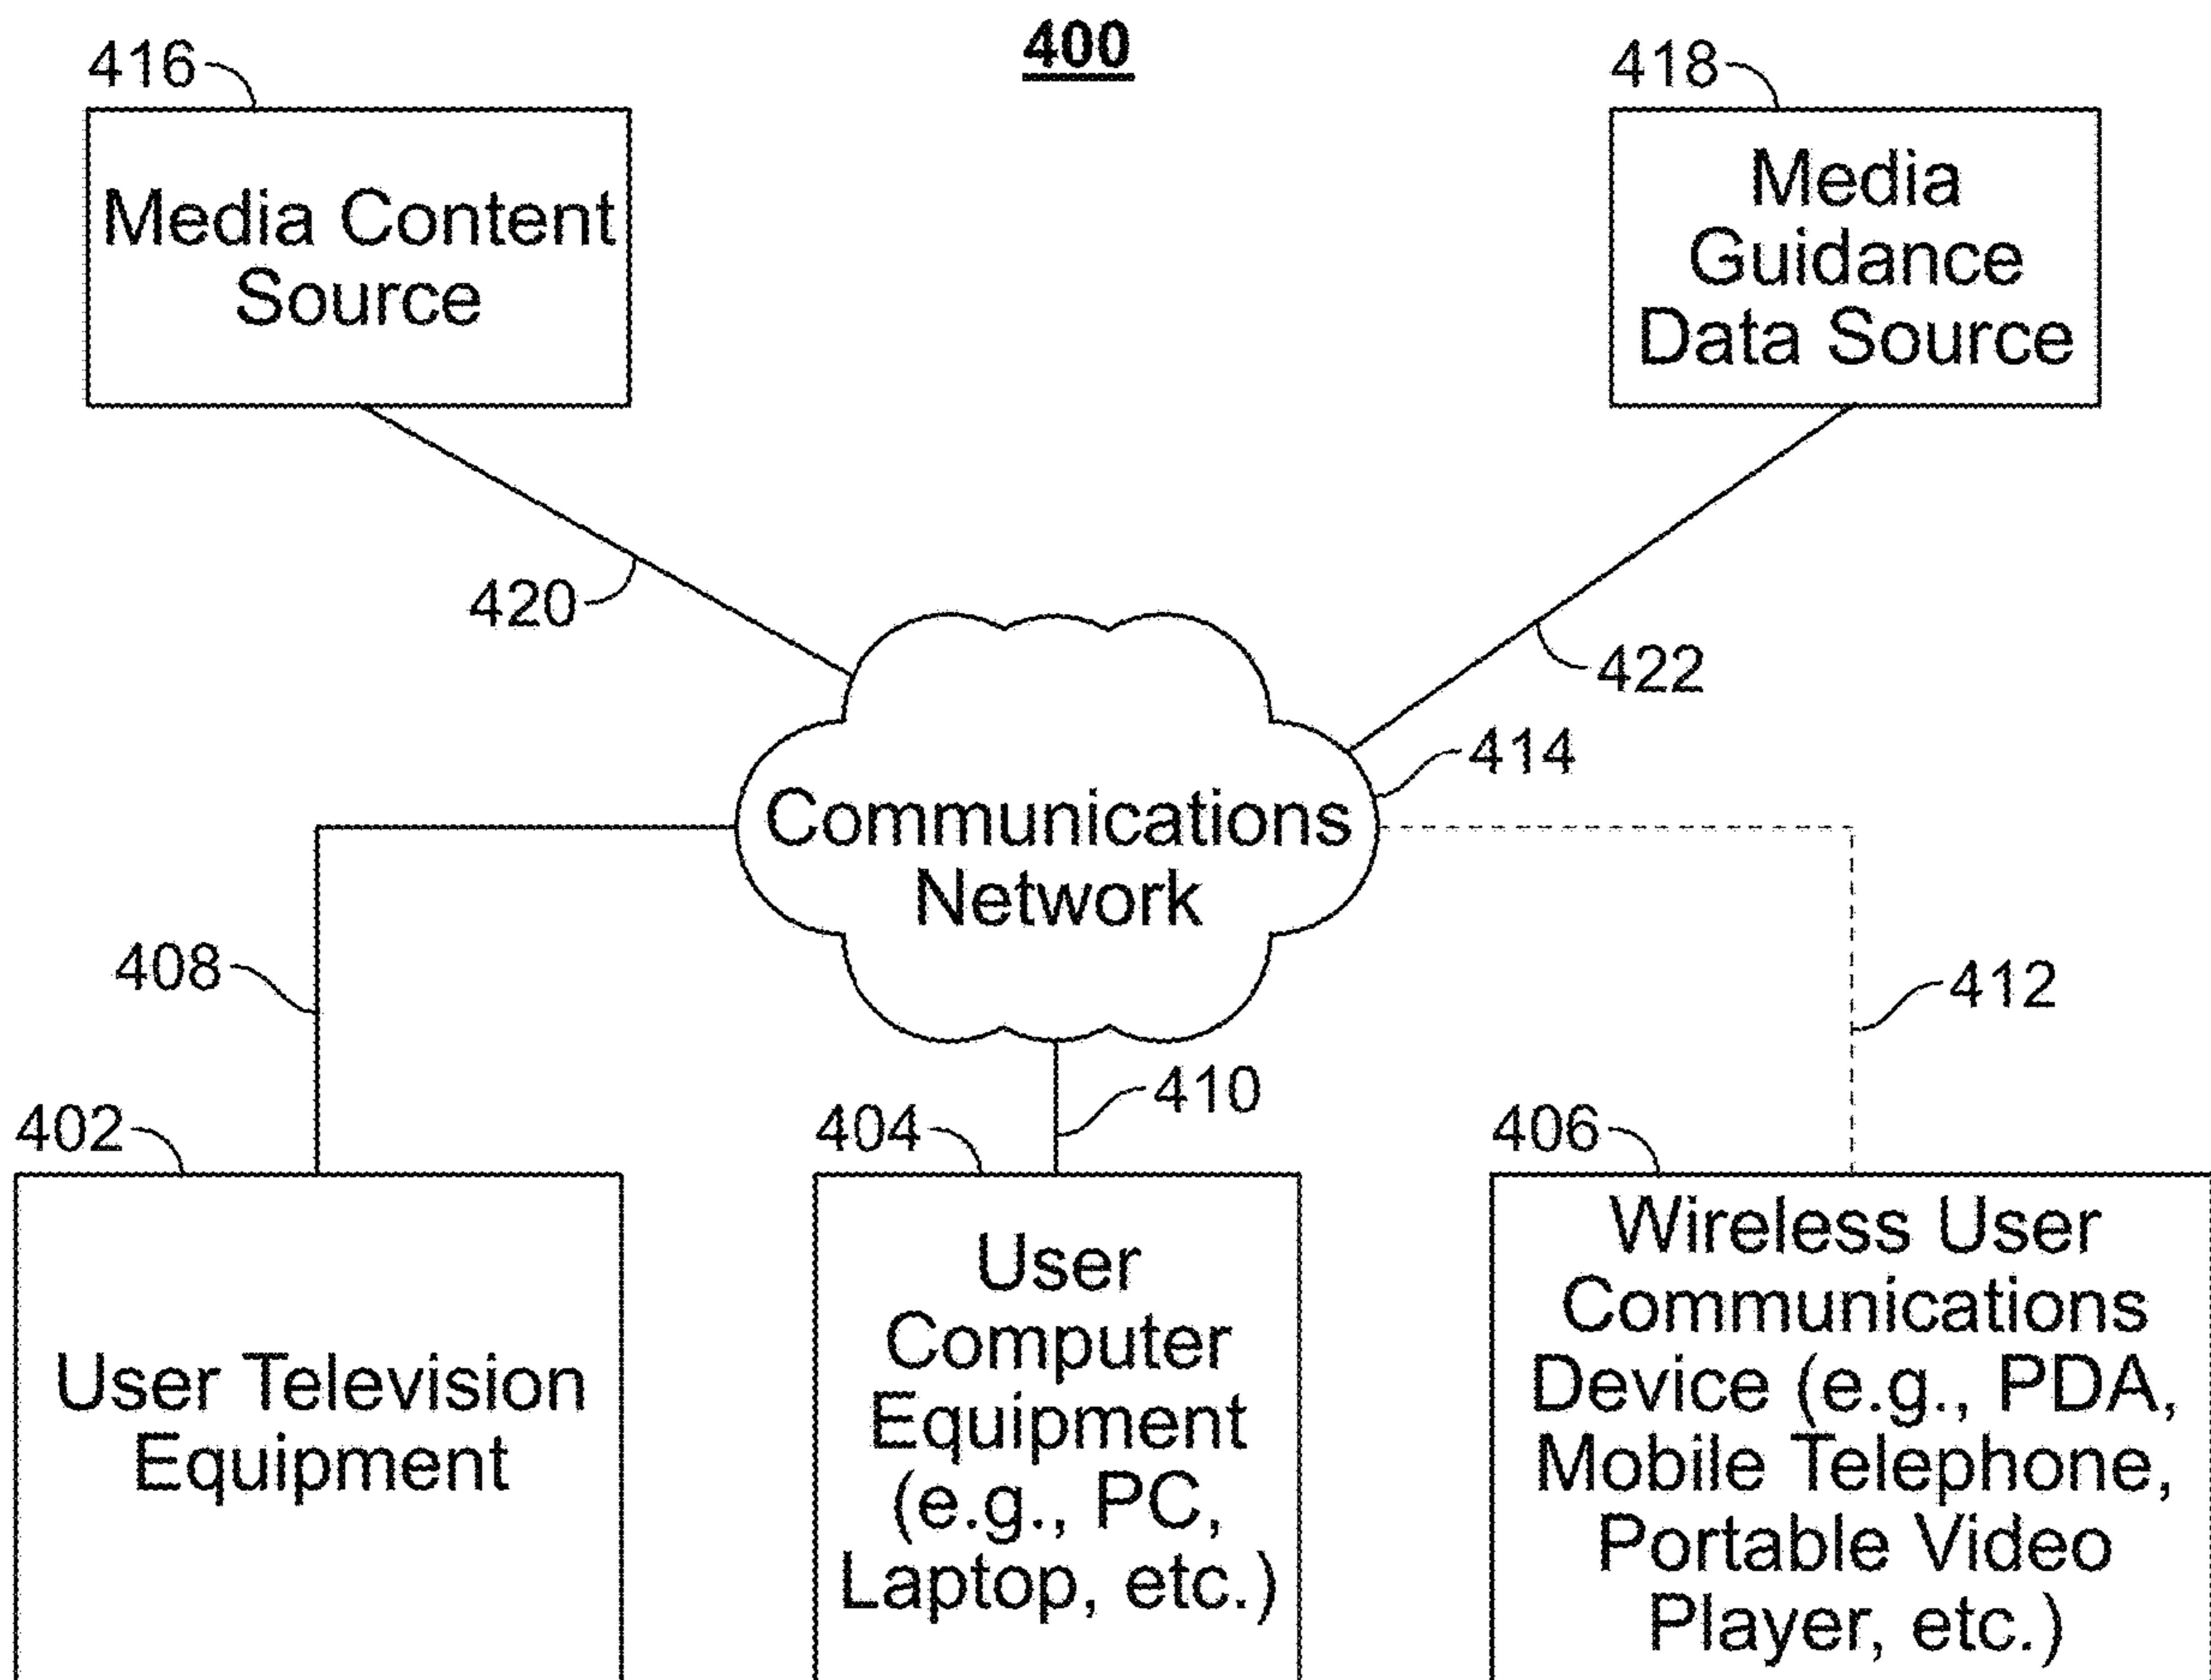 400
416
Media Content
Source
418
Media
Guidance
Data Source
420
422
414
Communications
Network
408
412
410
402
User Television
Equipment
404
User
Computer
Equipment
(e.g., PC,
Laptop, etc.)
406
Wireless User
Communications
Device (e.g., PDA,
Mobile Telephone,
Portable Video
Player, etc.)